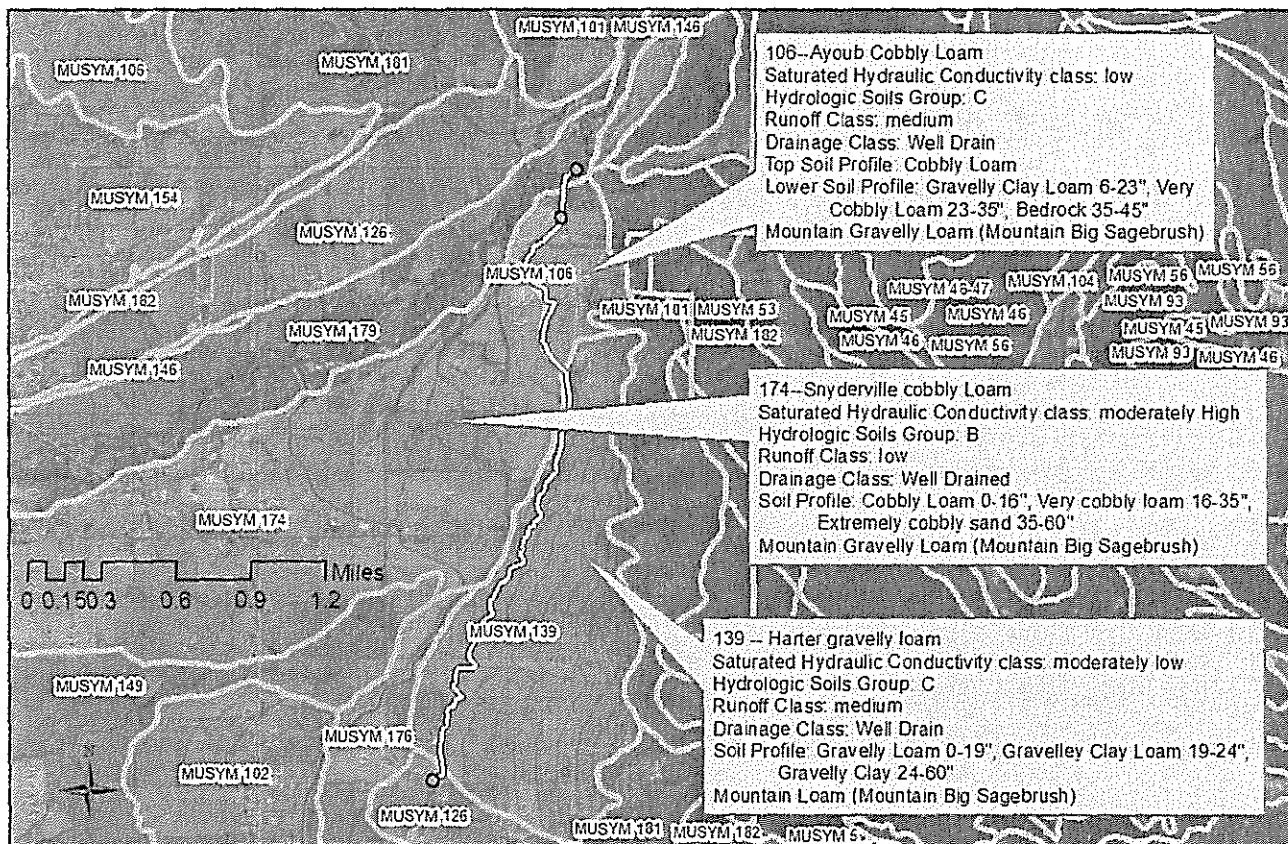 MUSYM 101 MUSYM 146
MUSYM 106
MUSYM 181
106--Ayoub Cobbly Loam
Saturated Hydraulic Conductivity class: low
Hydrologic Soils Group: C
Runoff Class: medium
Drainage Class: Well Drain
Top Soil Profile: Cobbly Loam
Lower Soil Profile: Gravelly Clay Loam 6-23", Very
Cobbly Loam 23-35", Bedrock 35-45"
Mountain Gravelly Loam (Mountain Big Sagebrush)
MUSYM 154
MUSYM 126
MUSYM 106
MUSYM 182
MUSYM 179
MUSYM 146
MUSYM 101 MUSYM 53
MUSYM 182
MUSYM 46-47
MUSYM 104
MUSYM 56
MUSYM 56
MUSYM 93
MUSYM 45
MUSYM 46
MUSYM 45
MUSYM 93
MUSYM 46
MUSYM 56
MUSYM 93
MUSYM 46
174--Snyderville cobbly Loam
Saturated Hydraulic Conductivity class: moderately High
Hydrologic Soils Group: B
Runoff Class: low
Drainage Class: Well Drained
Soil Profile: Cobbly Loam 0-16", Very cobbly loam 16-35",
Extremely cobbly sand 35-60"
Mountain Gravelly Loam (Mountain Big Sagebrush)
MUSYM 174
Miles
0 0.150.3 0.6 0.9 1.2
MUSYM 139
139 -- Harter gravelly loam
Saturated Hydraulic Conductivity class: moderately low
Hydrologic Soils Group: C
Runoff Class: medium
Drainage Class: Well Drain
Soil Profile: Gravelly Loam 0-19", Gravelley Clay Loam 19-24",
Gravelly Clay 24-60"
Mountain Loam (Mountain Big Sagebrush)
MUSYM 149
MUSYM 176
MUSYM 102
N
MUSYM 126
MUSYM 181 MUSYM 182 MUSYM 5